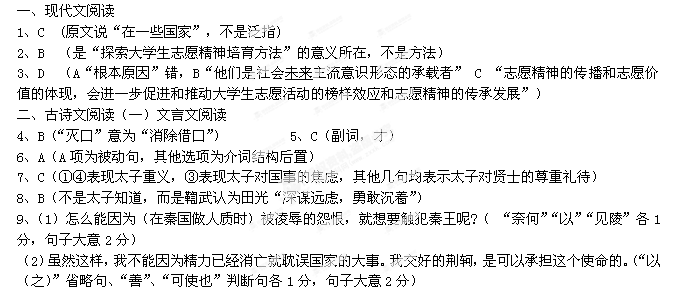 一、现代文阅读
1、C （原文说“在一些国家”，不是泛指）
2、B （是“探索大学生志愿精神培育方法”的意义所在，不是方法）
3、D （A“根本原因”错，B“他们是社会未来主流意识形态的承载者” C “志愿精神的传播和志愿价
值的体现，会进一步促进和推动大学生志愿活动的榜样效应和志愿精神的传承发展”）
二、古诗文阅读（一）文言文阅读
4、B（“灭口”意为“消除借口”） 5、C（副词，才）
6、A（A项为被动句，其他选项为介词结构后置）
7、C（①④表现太子重义，③表现太子对国事的焦虑，其他几句均表示太子对贤士的尊重礼待）
8、B（不是太子知道，而是鞫武认为田光“深谋远虑，勇敢沉着”）
9、（1）怎么能因为（在秦国做人质时）被凌辱的怨恨，就想要触犯秦王呢?（ “奈何”“以”“见陵”各1
分，句子大意2分）
（2）虽然这样，我不能因为精力已经消亡就耽误国家的大事。我交好的荆轲，是可以承担这个使命的。（“以
（之）”省略句、“善”、“可使也”判断句各1分，句子大意2分）